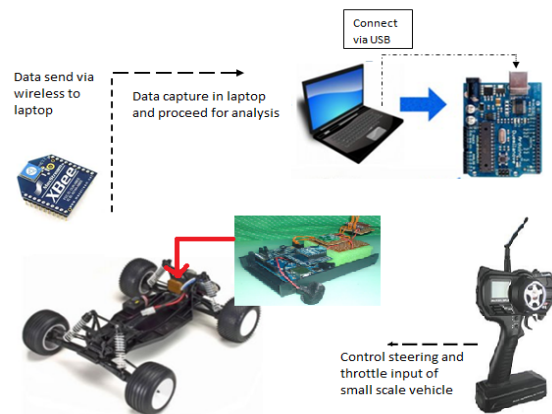 Connect
via USB
Data send via
wireless to
laptop
Data capture in laptop
and proceed for analysis
XBee
Control steering and
throttle input of
small scale vehicle